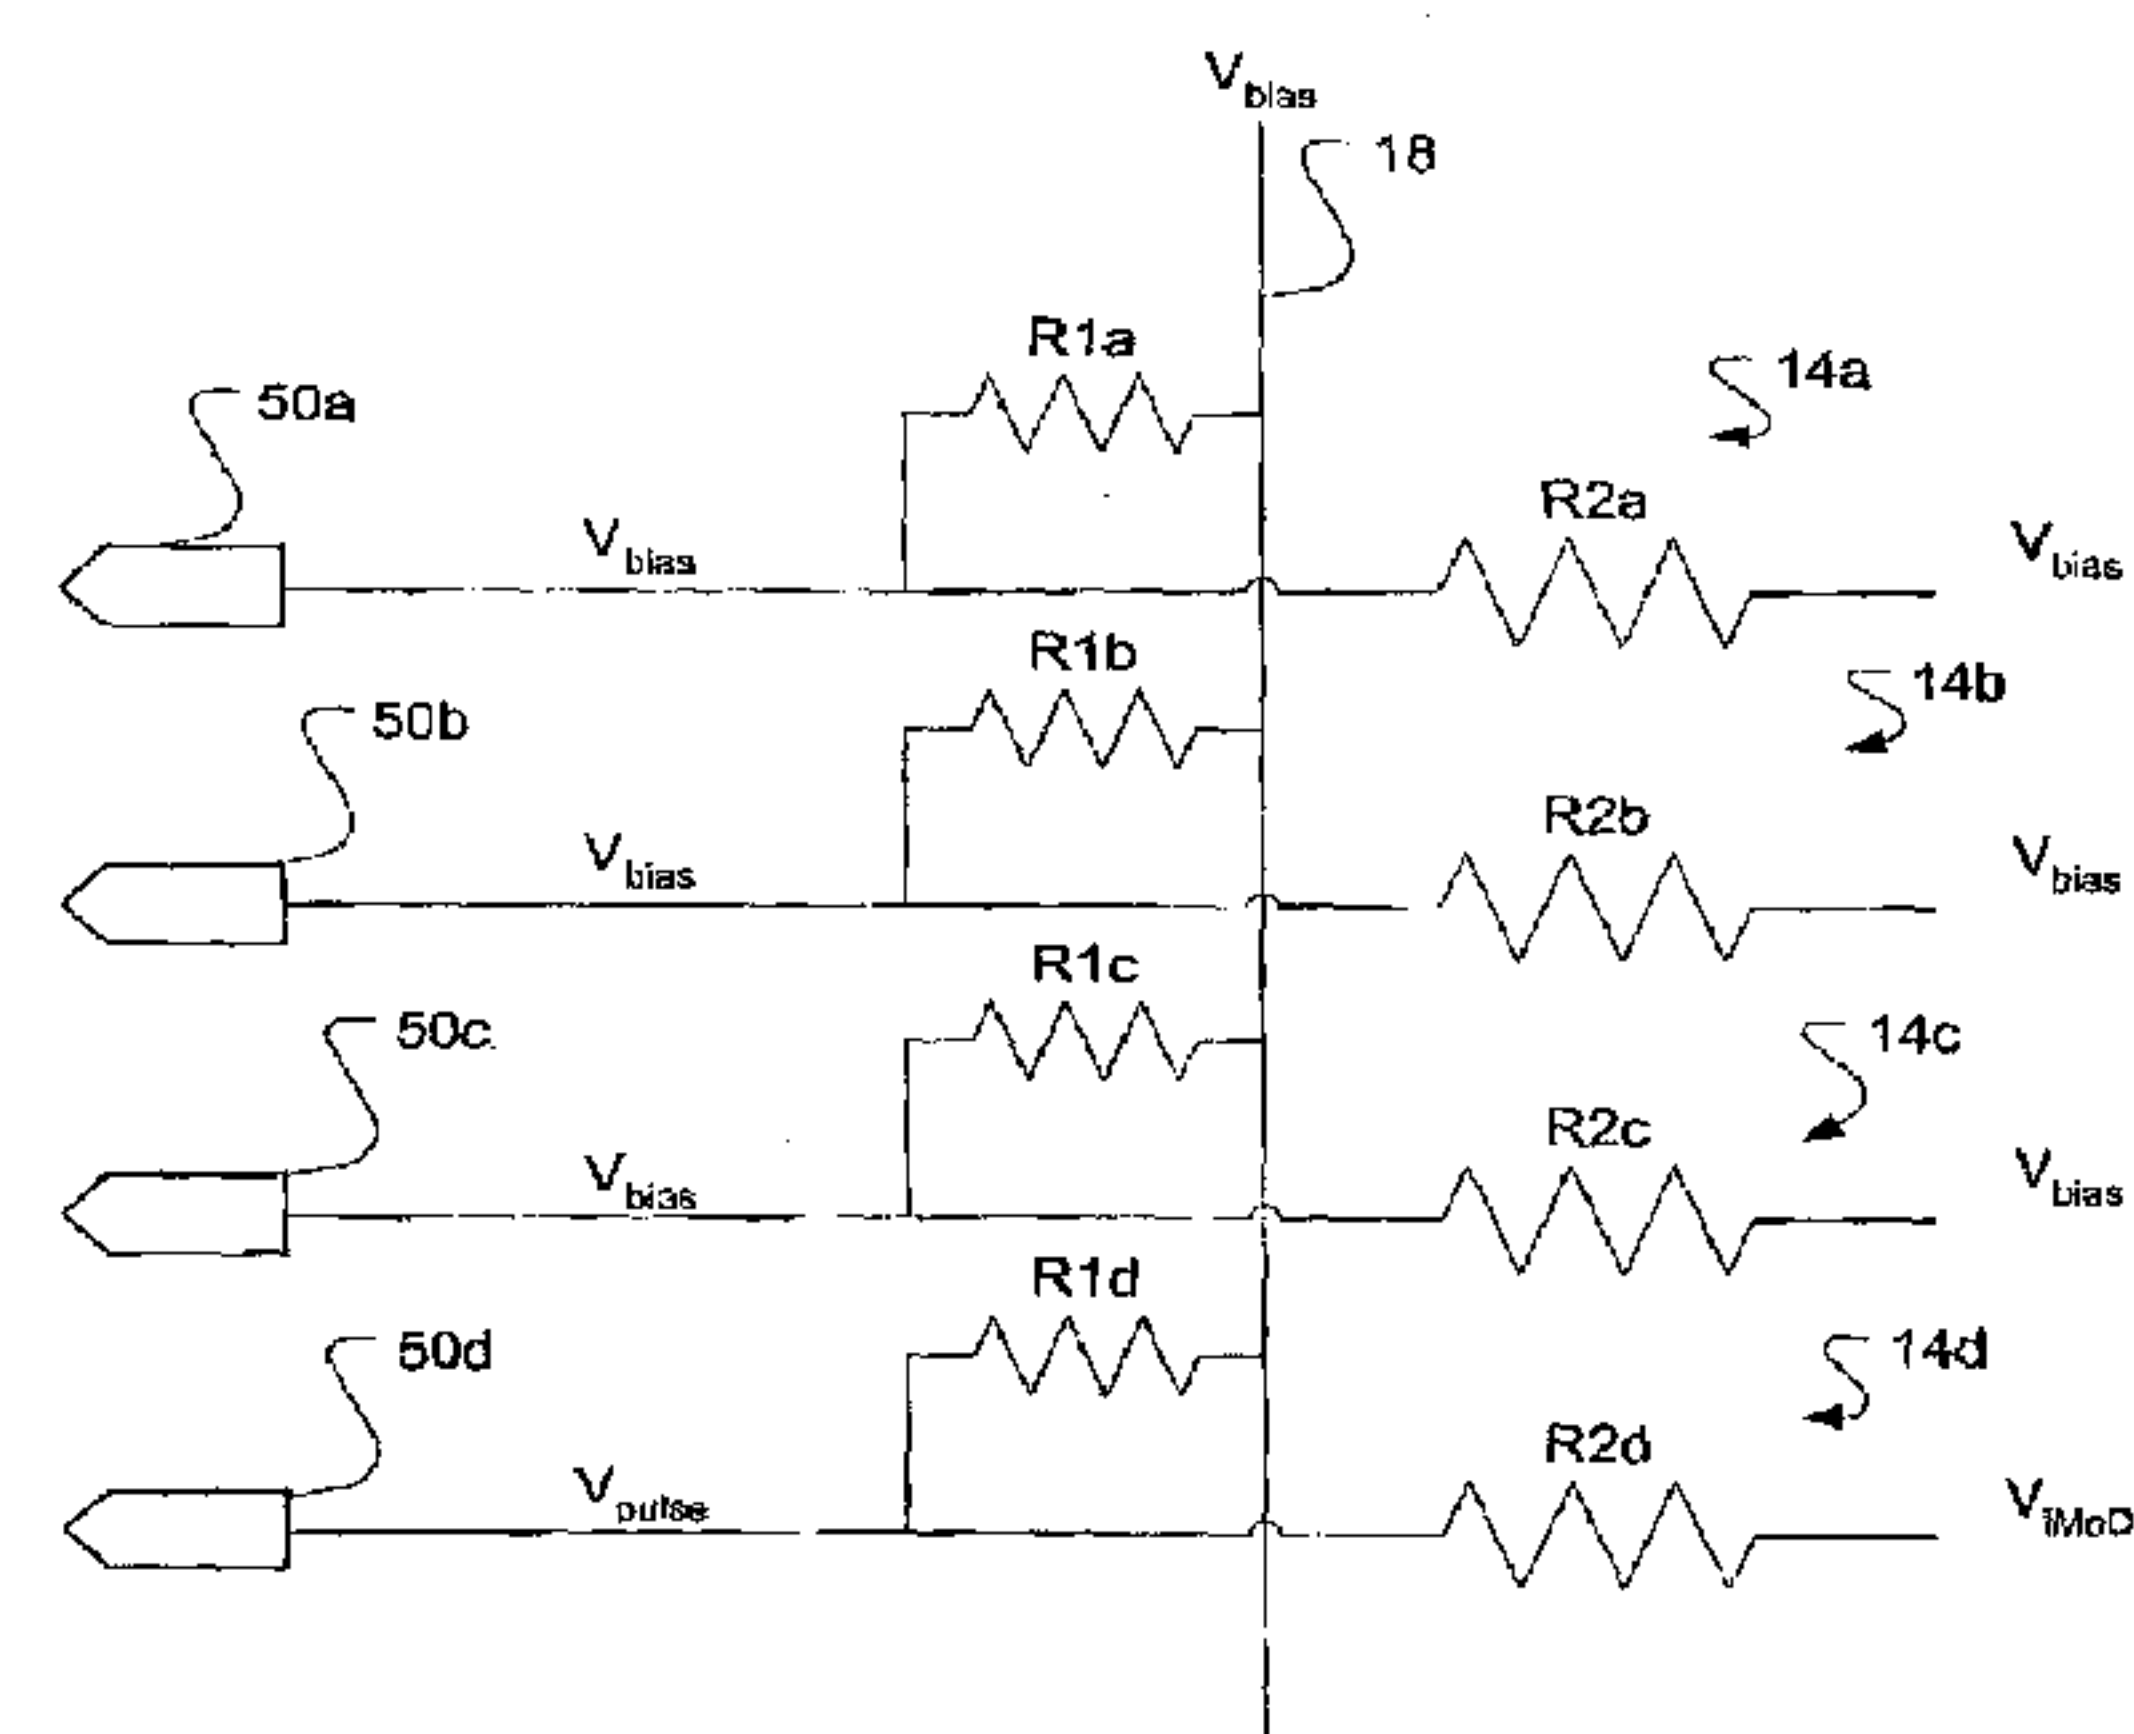 Vbias
18
R1a
14a
50a
R2a
Vbias
Vbias
R1b
14b
50b
R2b
Vbias
Vbias
R1c
50c
14c
R2c
Vbias
Vbias
R1d
50d
14d
R2d
Vpulse
ViMoD